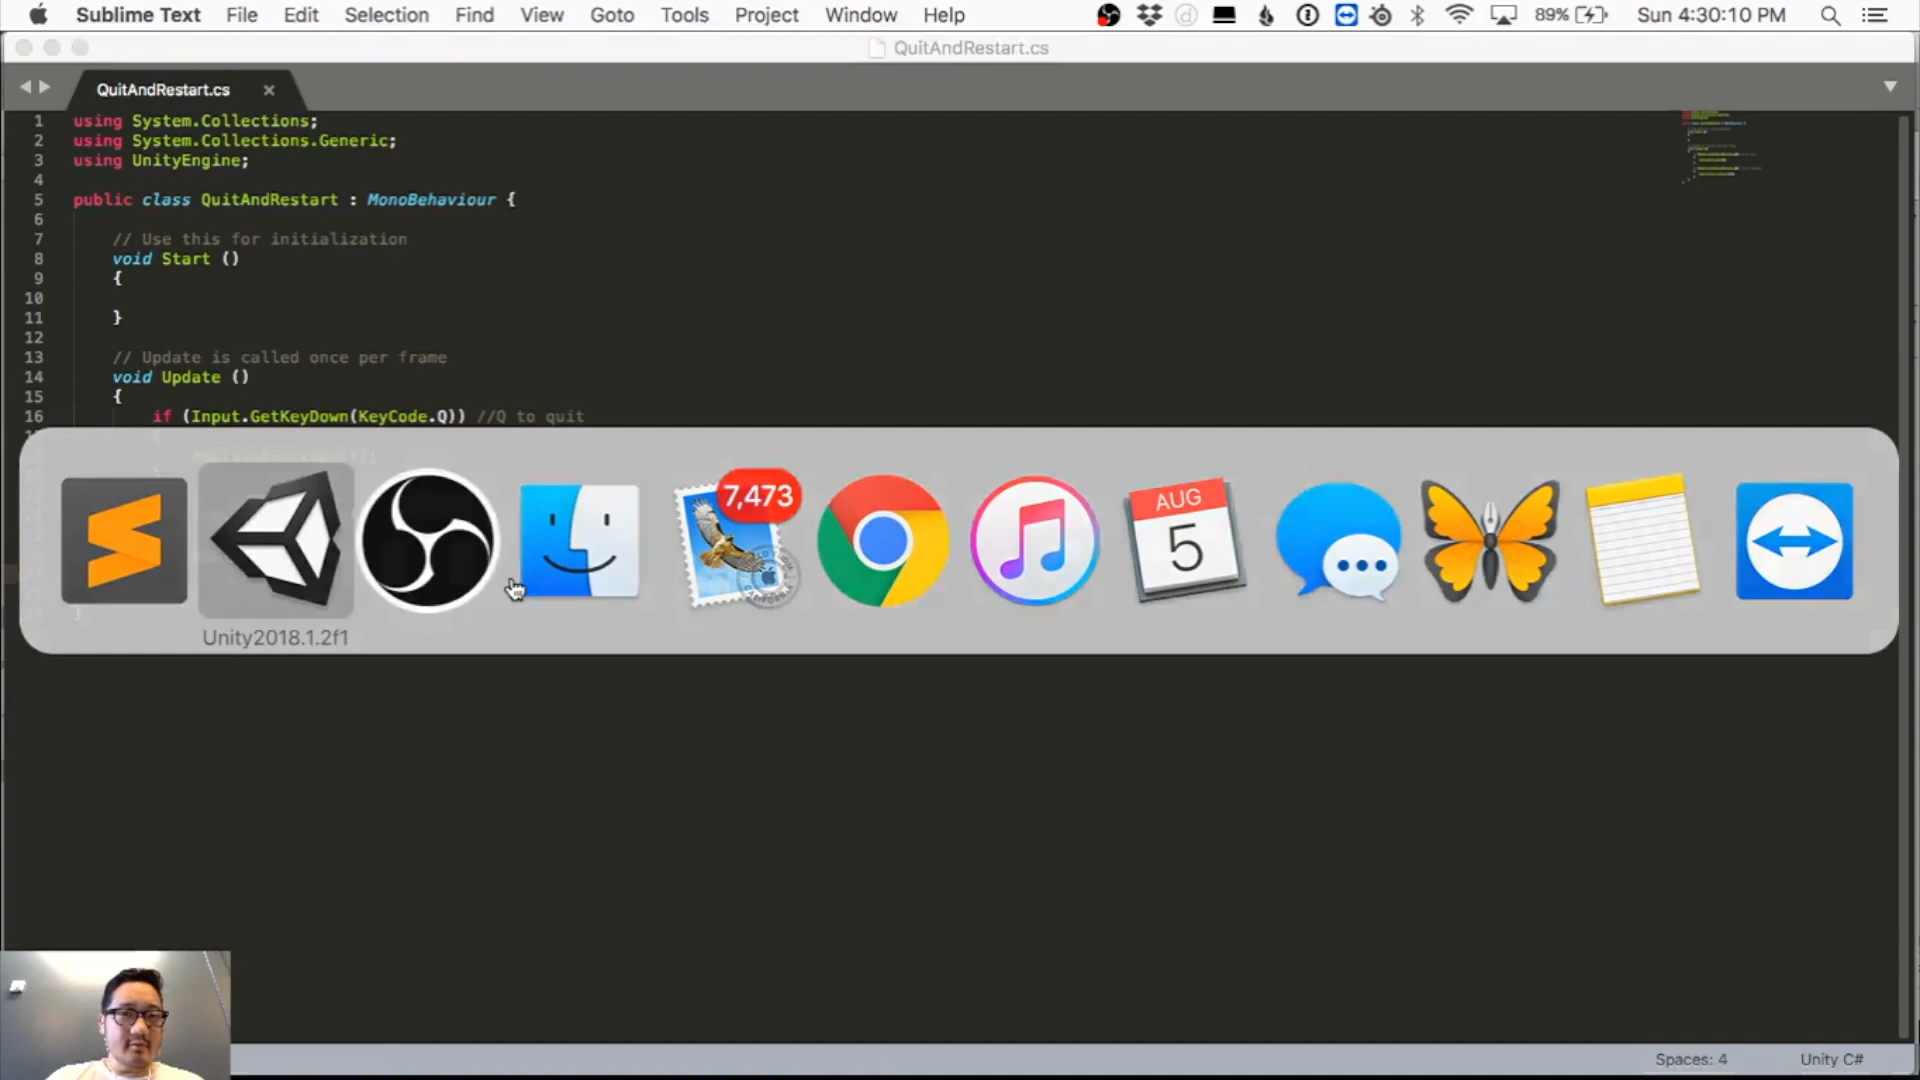 Sublime Text File Edit Selection Find View Goto Tools Project Window Help 89% Sun 4:30:10 PM
QuitAndRestart.cs
QuitAndRestart.cs ×
1 using System.Collections;
2 using System.Collections.Generic;
3 using UnityEngine;
4
5 public class QuitAndRestart : MonoBehaviour {
6
7 // Use this for initialization
8 void Start ()
9 {
10
11 }
12
13 // Update is called once per frame
14 void Update ()
15 {
16 if (Input.GetKeyDown(KeyCode.Q)) //Q to quit
7,473
AUG
5
Unity2018.1.2f1
Spaces: 4 Unity C#